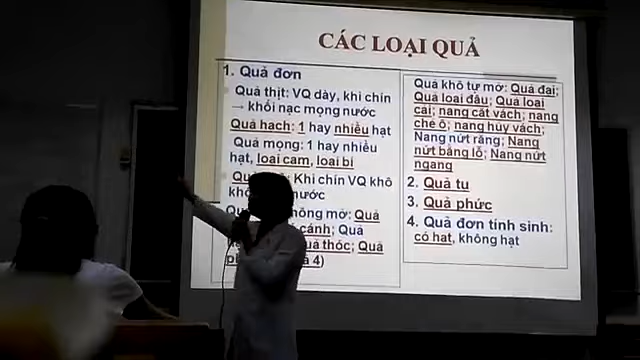 CÁC LOẠI QUẢ
1. Quả đơn
Quả thịt: VQ dày, khi chín
→ khối nạc mọng nước
Quả hạch: 1 hay nhiều hạt
Quả mọng: 1 hay nhiều
hạt, loại cam, loại bí
Khi chín VQ khô
nước
không mở: Quả
cánh; Quả
thóc; Quả
4)
Quả khô tự mở: Quả đại;
Quả loại đậu; Quả loại
cải; nang cắt vách; nang
chẻ ô; nang hủy vách;
Nang nứt răng; Nang
nứt bằng lỗ; Nang nứt
ngang
2. Quả tụ
3. Quả phức
4. Quả đơn tính sinh:
có hạt, không hạt